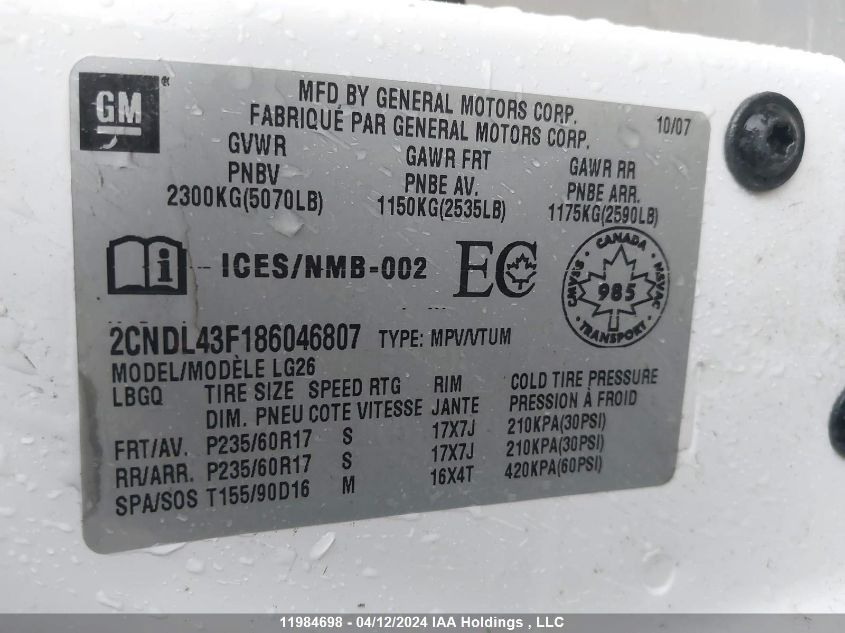 GM
MFD BY GENERAL MOTORS CORP.
FABRIQUÉ PAR GENERAL MOTORS CORP.
10/07
GVWR GAWR FRT GAWR RR
PNBV PNBE AV. PNBE ARR.
2300KG(5070LB) 1150KG(2535LB) 1175KG(2590LB)
i ICES/NMB-002 EC
CANADA
CMVSS NSVAC
985
TRANSPORT
2CNDL43F186046807 TYPE: MPV/VTUM
MODEL/MODÈLE LG26
LBGQ TIRE SIZE SPEED RTG RIM COLD TIRE PRESSURE
DIM. PNEU COTE VITESSE JANTE PRESSION À FROID
FRT/AV. P235/60R17 S 17X7J 210KPA(30PSI)
RR/ARR. P235/60R17 S 17X7J 210KPA(30PSI)
SPA/SOS T155/90D16 M 16X4T 420KPA(60PSI)
11984698 - 04/12/2024 IAA Holdings , LLC